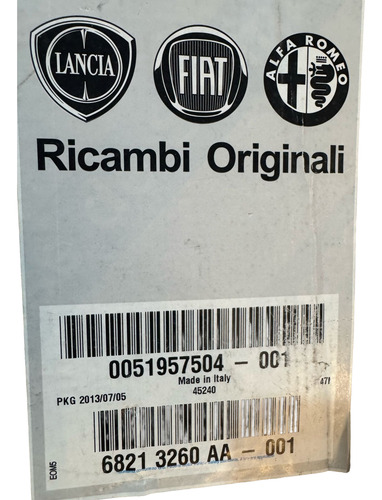 LANCIA FIAT ALFA ROMEO
Ricambi Originali
0051957504 - 001
Made in Italy
PKG 2013/07/05 45240
6821 3260 AA - 001
EOM5